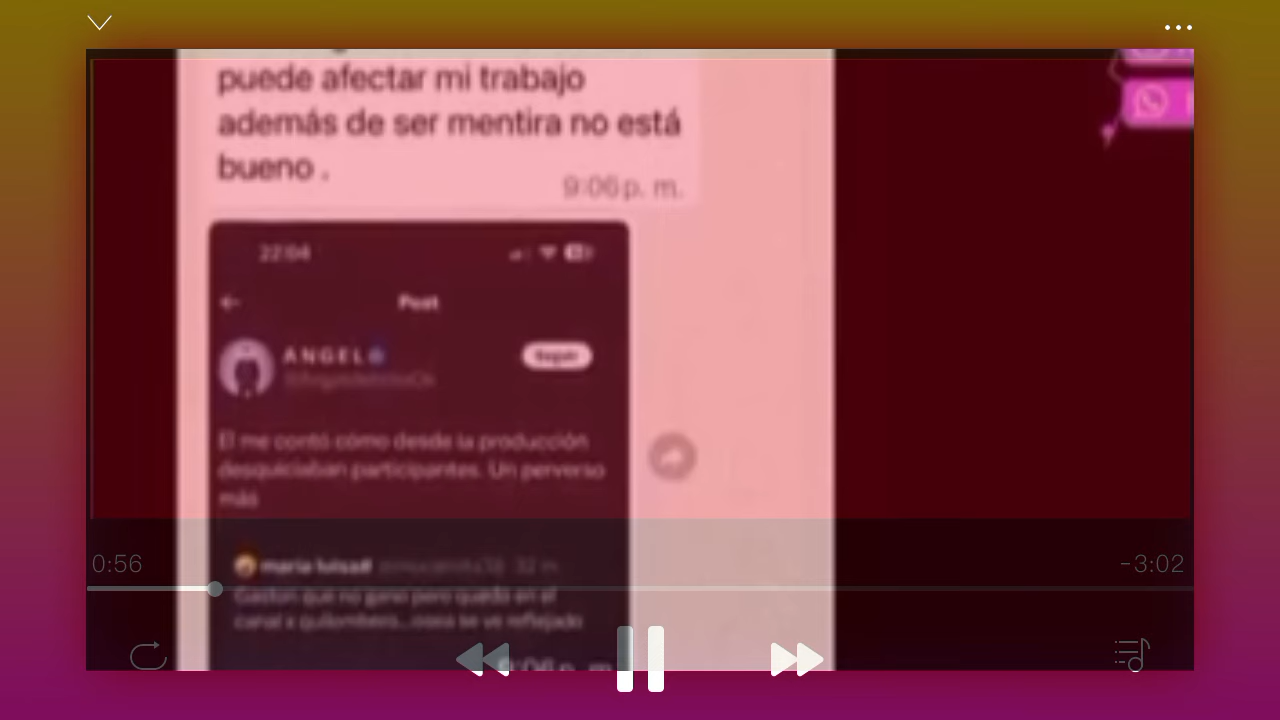 puede afectar mi trabajo
además de ser mentira no está
bueno .
9:06 p. m.
22:04
Post
ANGEL
Seguir
El me contó cómo desde la producción
desquiciaban participantes. Un perverso
más
maria luisa
Gaston que no gano pero quedo en el
canal x quilombero...osea se ve reflejado
9:06 p. m.
0:56
-3:02